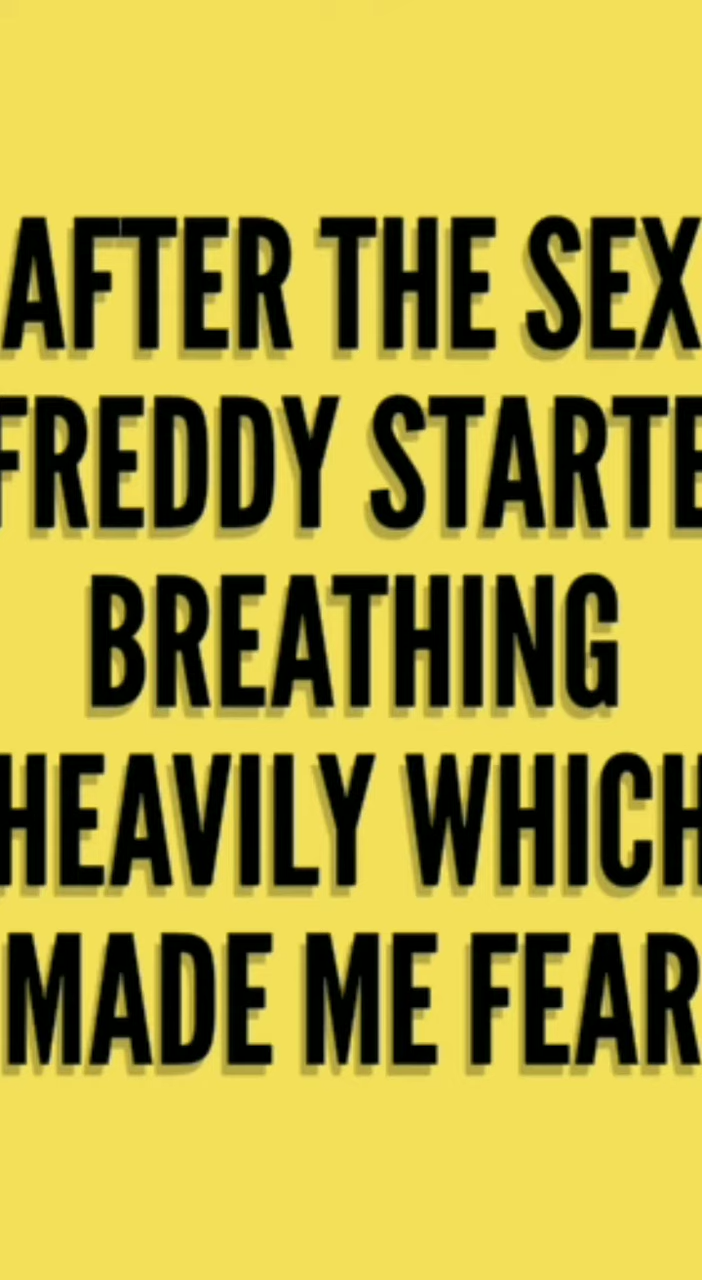 AFTER THE SEX
FREDDY STARTE
BREATHING
HEAVILY WHICH
MADE ME FEAR